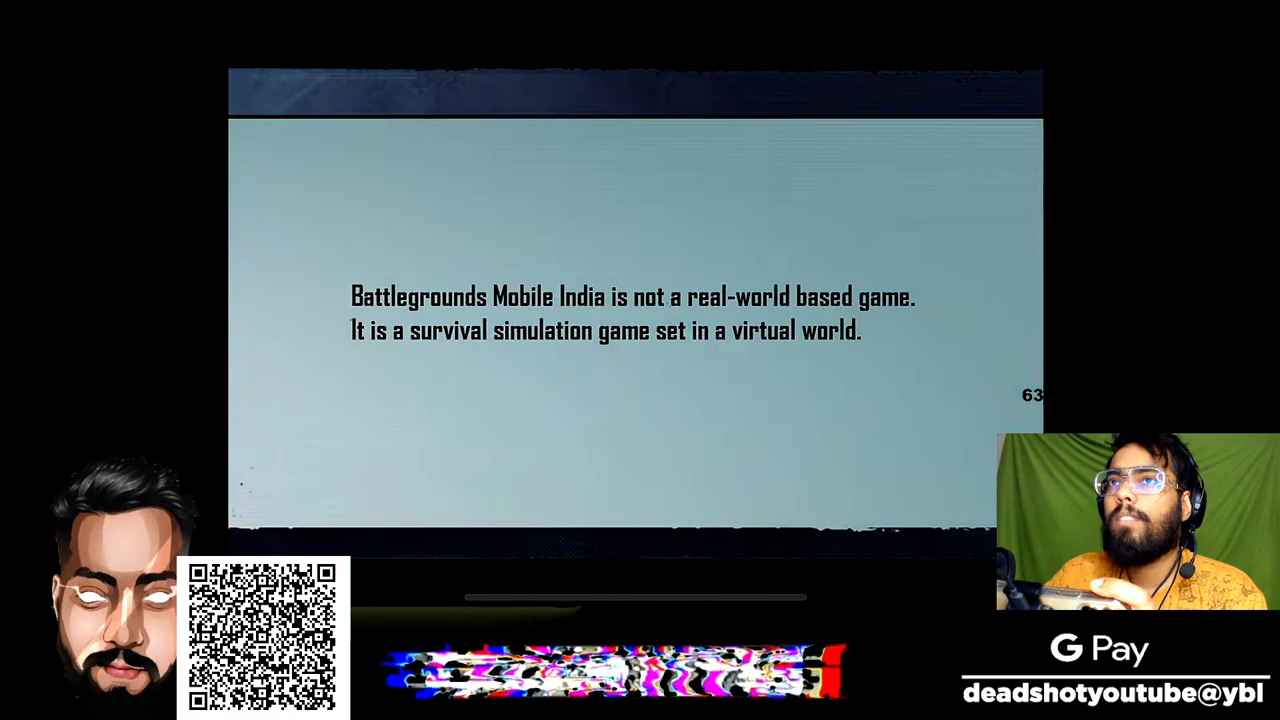 Battlegrounds Mobile India is not a real-world based game.
It is a survival simulation game set in a virtual world.
63
G Pay
deadshotyoutube@ybl